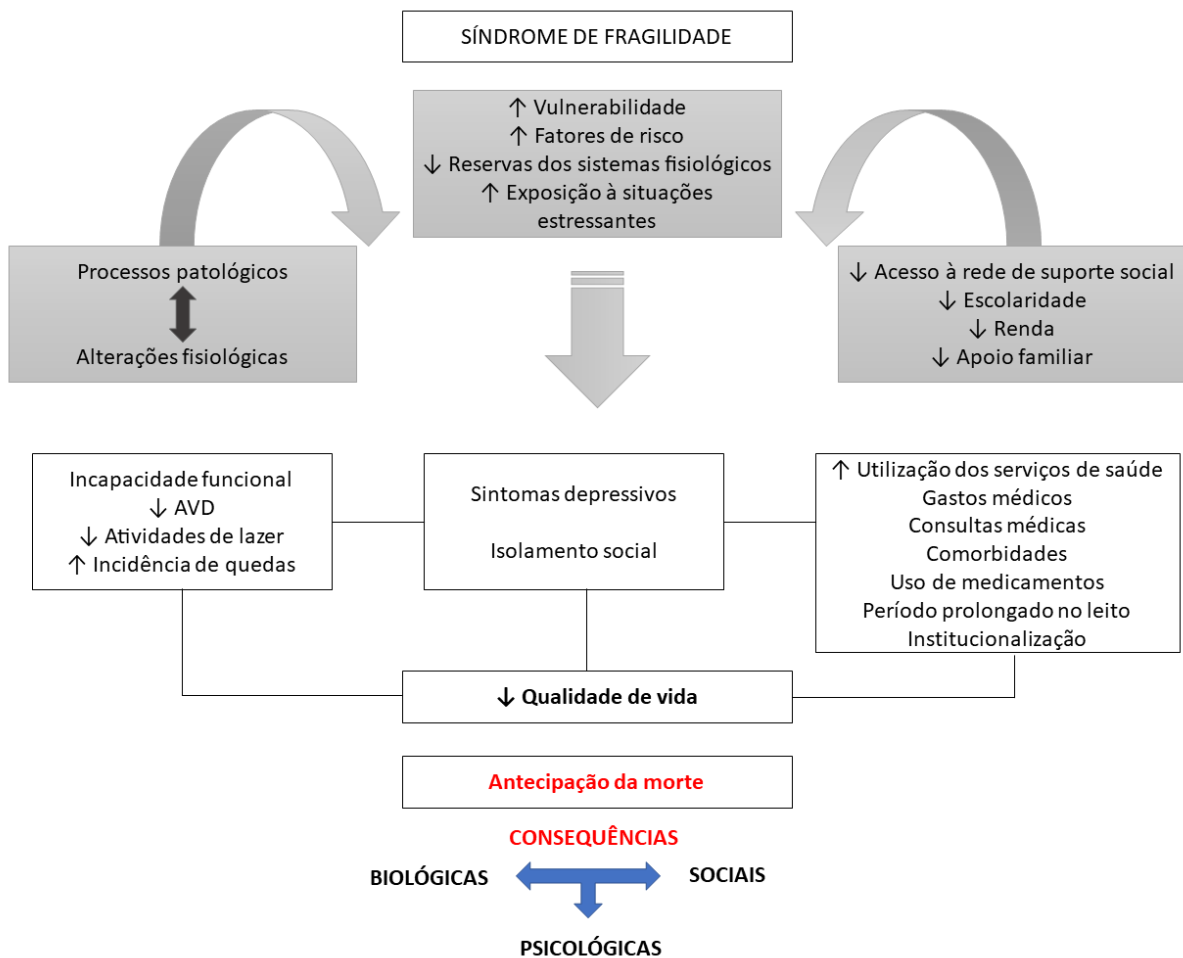 SÍNDROME DE FRAGILIDADE
↑ Vulnerabilidade
↑ Fatores de risco
↓ Reservas dos sistemas fisiológicos
↑ Exposição à situações
estressantes
Processos patológicos
Alterações fisiológicas
↓ Acesso à rede de suporte social
↓ Escolaridade
↓ Renda
↓ Apoio familiar
Incapacidade funcional
↓ AVD
↓ Atividades de lazer
↑ Incidência de quedas
Sintomas depressivos
Isolamento social
↑ Utilização dos serviços de saúde
Gastos médicos
Consultas médicas
Comorbidades
Uso de medicamentos
Período prolongado no leito
Institucionalização
↓ Qualidade de vida
Antecipação da morte
CONSEQUÊNCIAS
BIOLÓGICAS
SOCIAIS
PSICOLÓGICAS